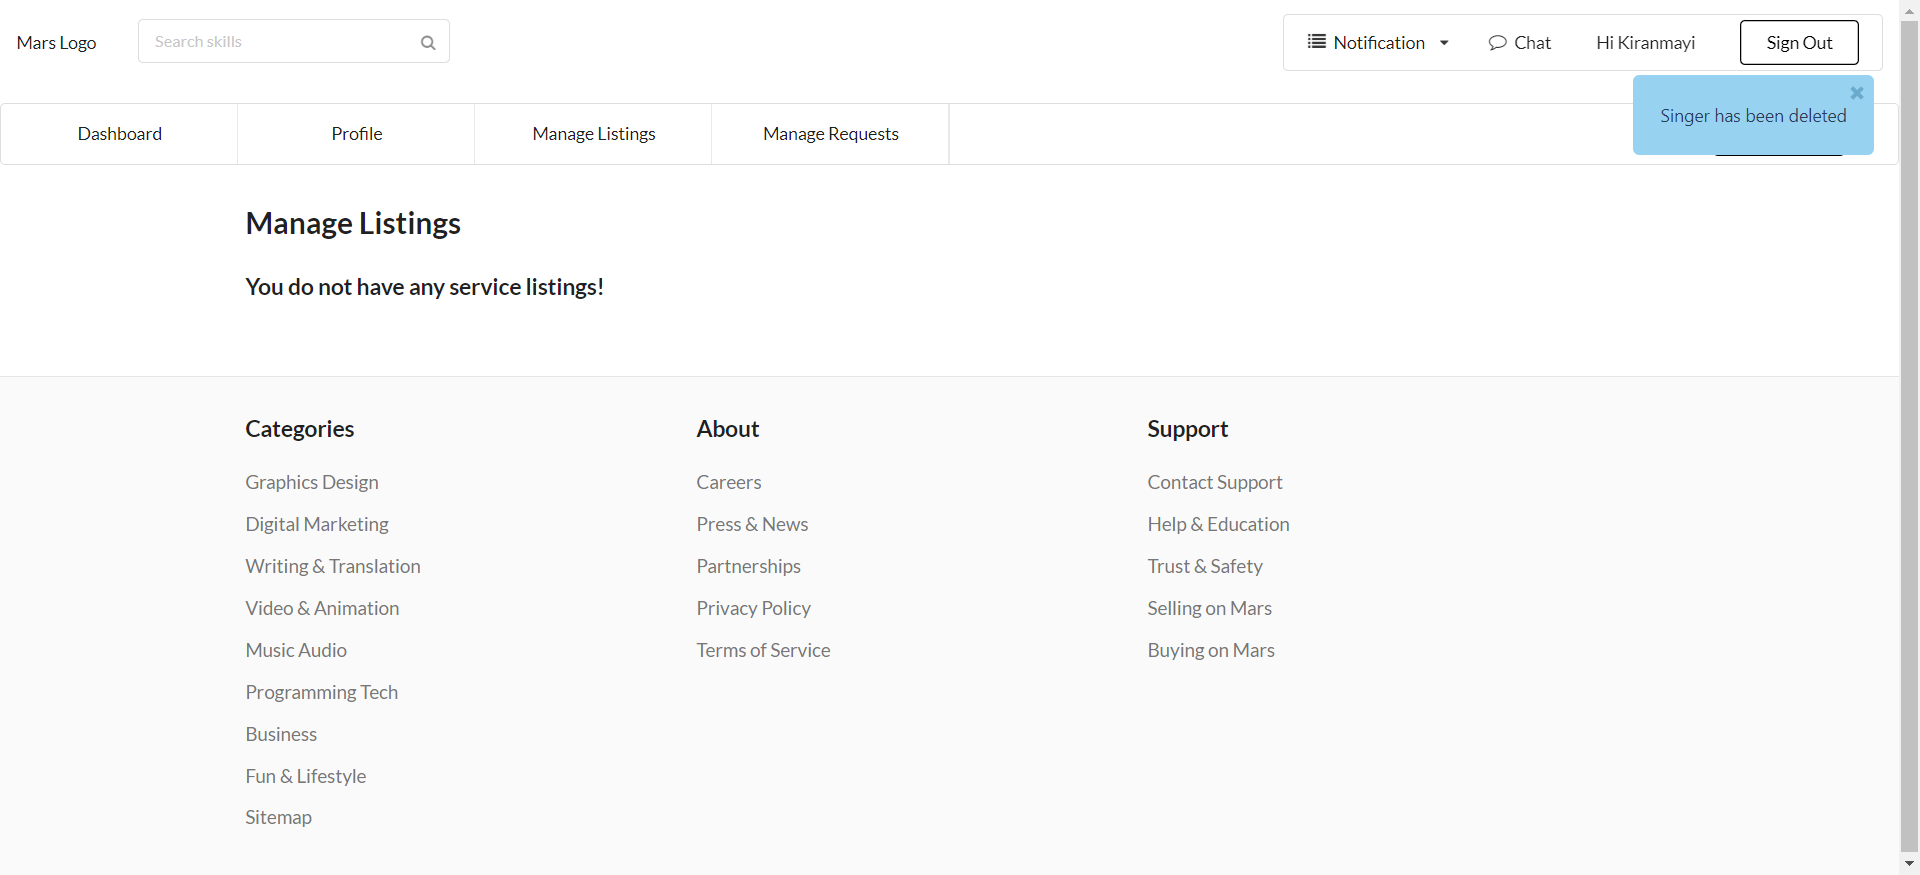 Mars Logo
Search skills
Notification
Chat
Hi Kiranmayi
Sign Out
Singer has been deleted
Dashboard
Profile
Manage Listings
Manage Requests
Manage Listings
You do not have any service listings!
Categories
Graphics Design
Digital Marketing
Writing & Translation
Video & Animation
Music Audio
Programming Tech
Business
Fun & Lifestyle
Sitemap
About
Careers
Press & News
Partnerships
Privacy Policy
Terms of Service
Support
Contact Support
Help & Education
Trust & Safety
Selling on Mars
Buying on Mars